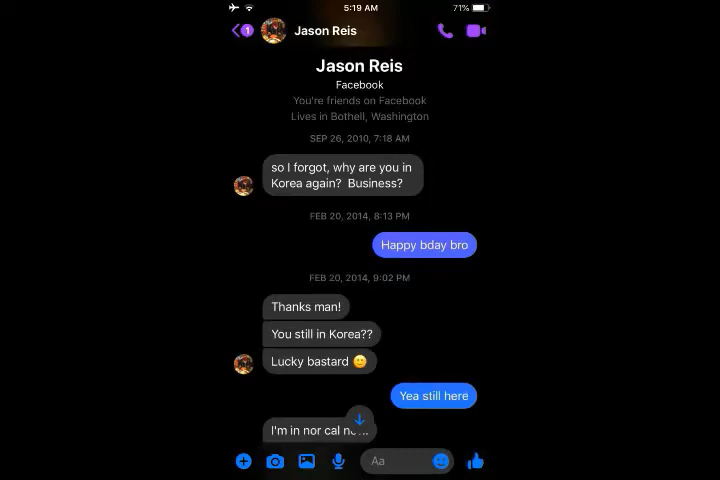 5:19 AM
71%
1
Jason Reis
Jason Reis
Facebook
You're friends on Facebook
Lives in Bothell, Washington
SEP 26, 2010, 7:18 AM
so I forgot, why are you in
Korea again? Business?
FEB 20, 2014, 8:13 PM
Happy bday bro
FEB 20, 2014, 9:02 PM
Thanks man!
You still in Korea??
Lucky bastard 🙂
Yea still here
I'm in nor cal
Aa